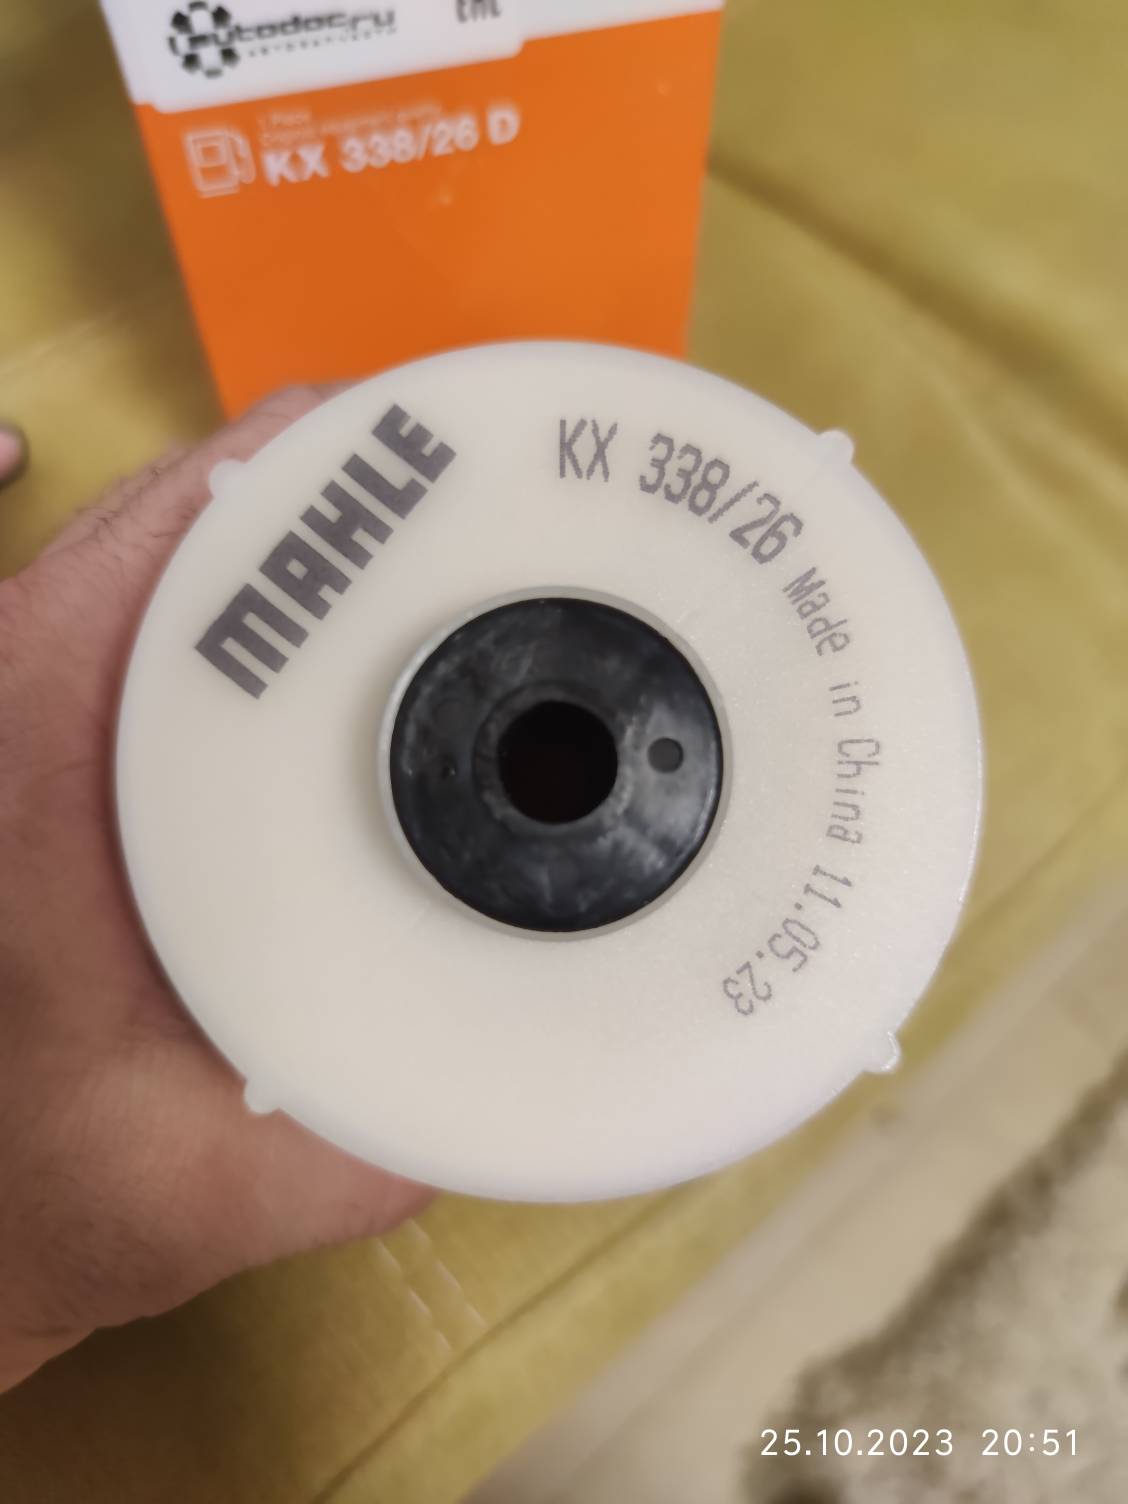 autodoc.ru
АВТОЗАПЧАСТИ
KX 338/26 D
MAHLE
KX 338/26 Made in China 11.05.23
25.10.2023 20:51